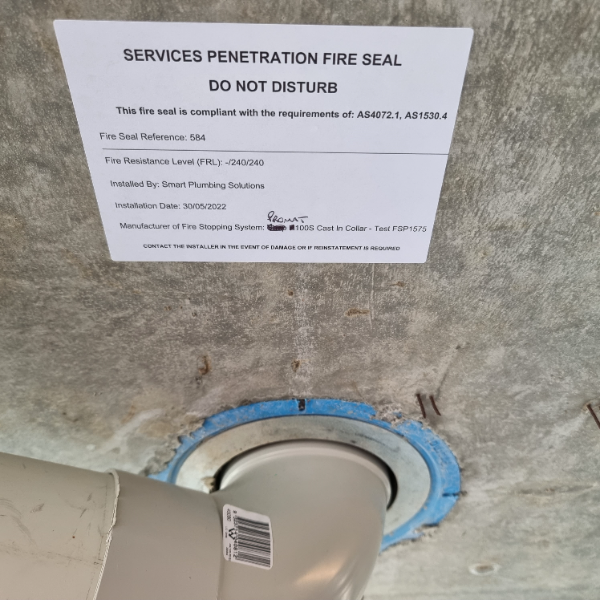 SERVICES PENETRATION FIRE SEAL
DO NOT DISTURB
This fire seal is compliant with the requirements of: AS4072.1, AS1530.4
Fire Seal Reference: 584
Fire Resistance Level (FRL): -/240/240
Installed By: Smart Plumbing Solutions
Installation Date: 30/05/2022
PROMAT
Manufacturer of Fire Stopping System: 100S Cast In Collar - Test FSP1575
CONTACT THE INSTALLER IN THE EVENT OF DAMAGE OR IF REINSTATEMENT IS REQUIRED